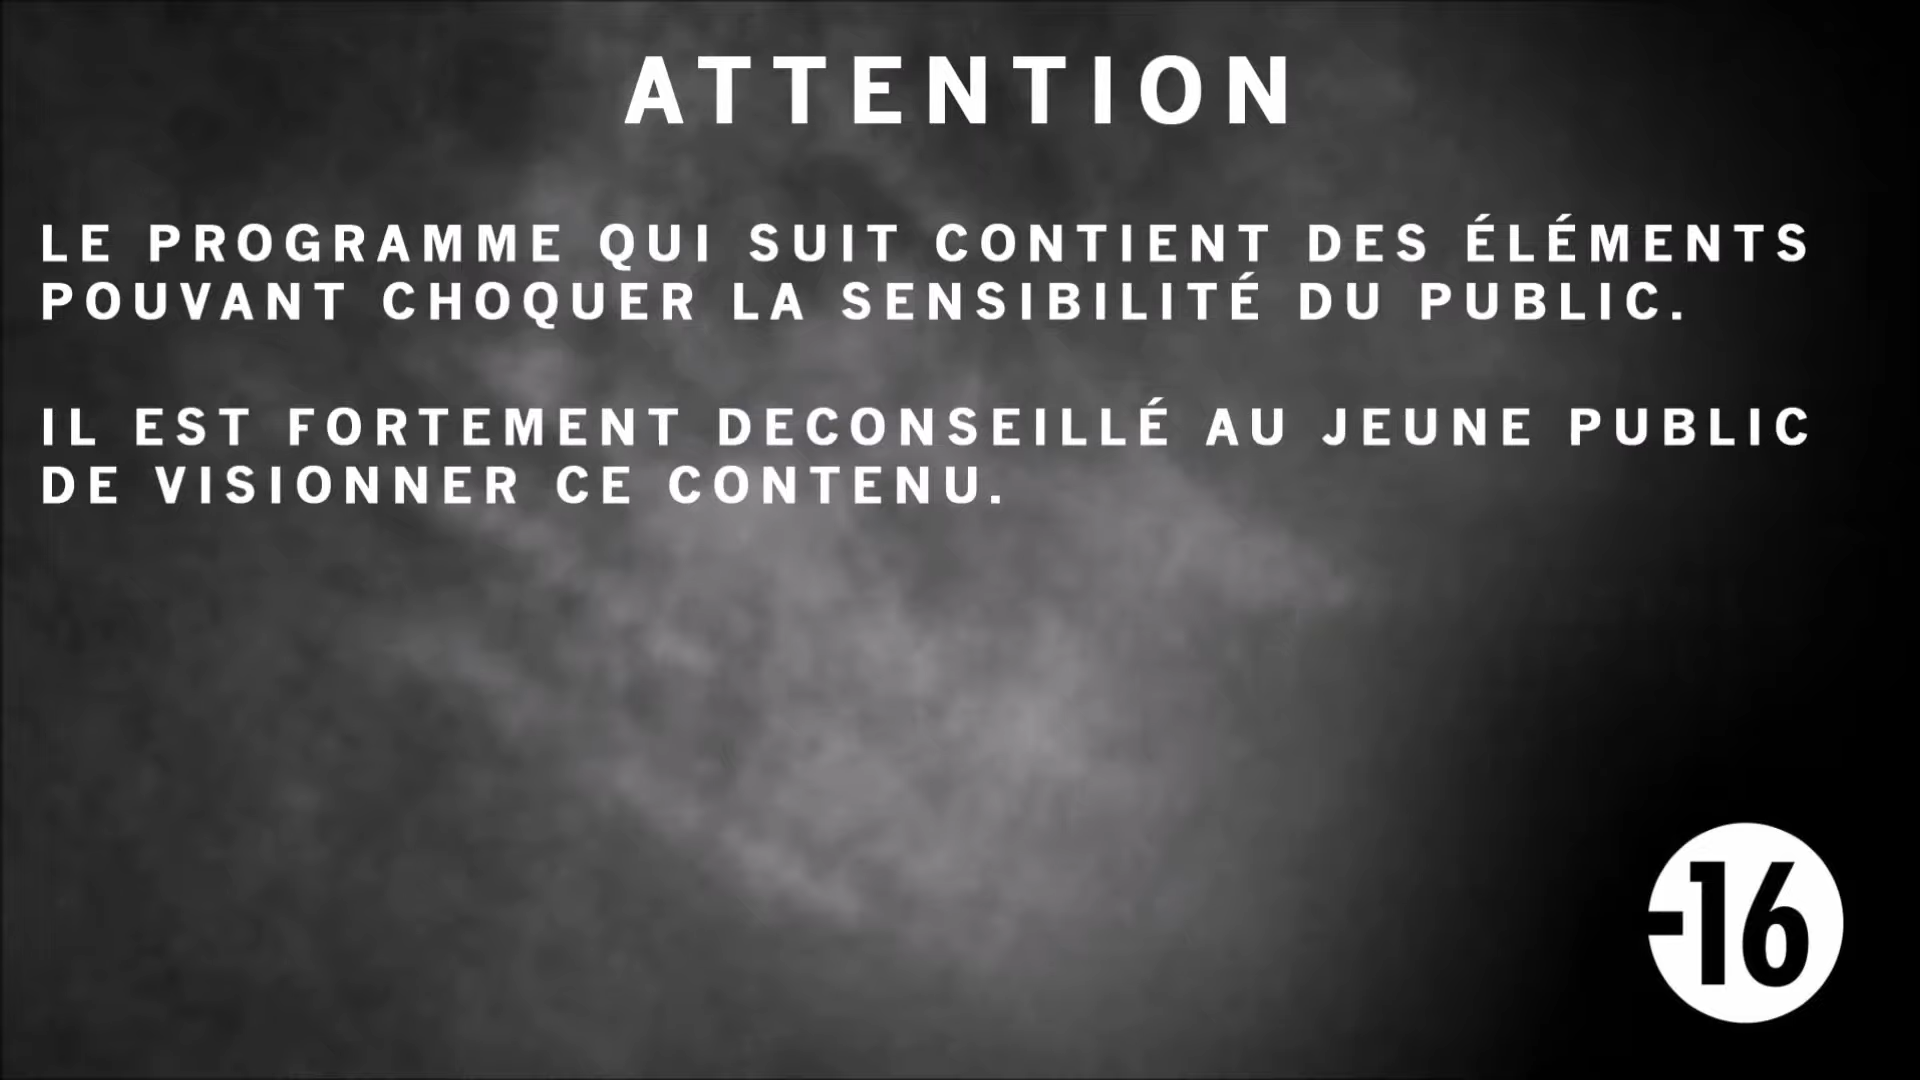 ATTENTION
LE PROGRAMME QUI SUIT CONTIENT DES ÉLÉMENTS
POUVANT CHOQUER LA SENSIBILITÉ DU PUBLIC.
IL EST FORTEMENT DECONSEILLÉ AU JEUNE PUBLIC
DE VISIONNER CE CONTENU.
-16